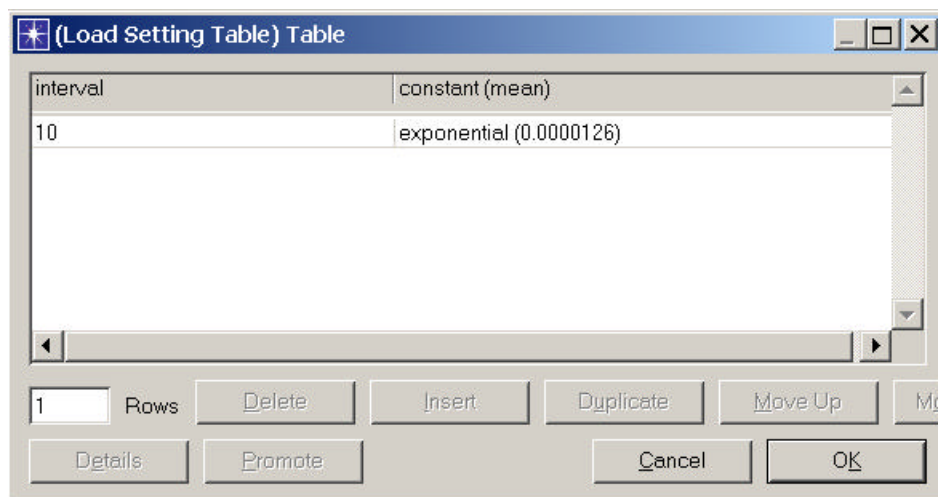 (Load Setting Table) Table
interval constant (mean)
10 exponential (0.0000126)
1 Rows Delete Insert Duplicate Move Up
Details Promote Cancel OK